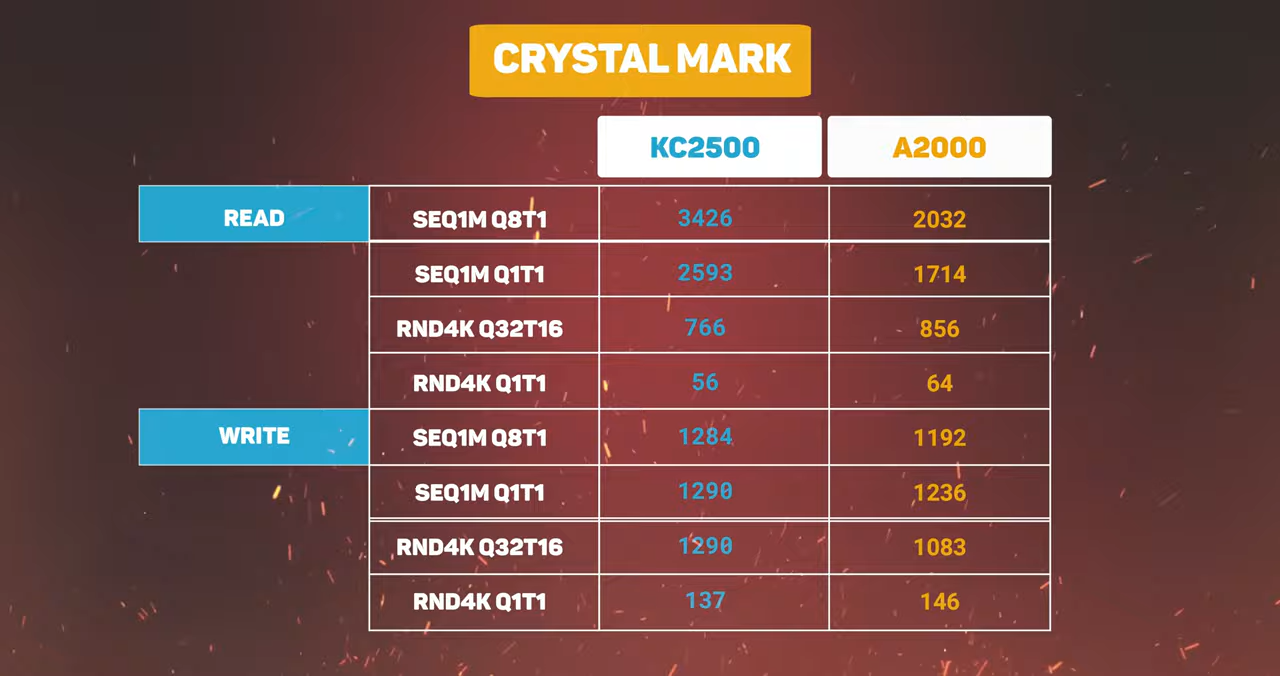 CRYSTAL MARK
KC2500 A2000
READ SEQ1M Q8T1 3426 2032
SEQ1M Q1T1 2593 1714
RND4K Q32T16 766 856
RND4K Q1T1 56 64
WRITE SEQ1M Q8T1 1284 1192
SEQ1M Q1T1 1290 1236
RND4K Q32T16 1290 1083
RND4K Q1T1 137 146